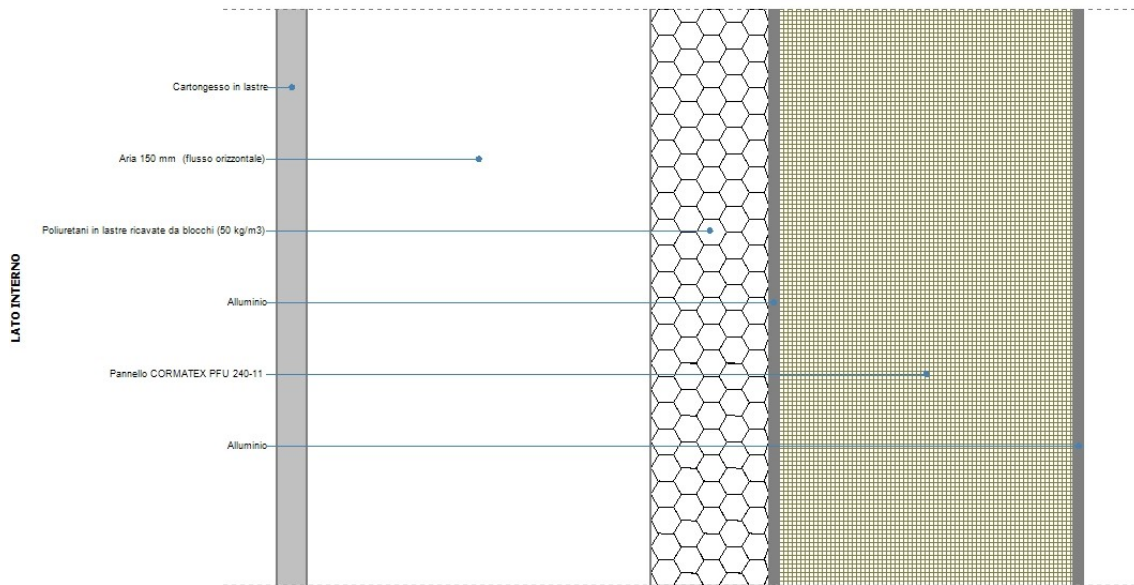 Cartongesso in lastre
Aria 150 mm (flusso orizzontale)
Poliuretani in lastre ricavate da blocchi (50 kg/m3)
Alluminio
Pannello CORMATEX PFU 240-11
Alluminio
LATO INTERNO